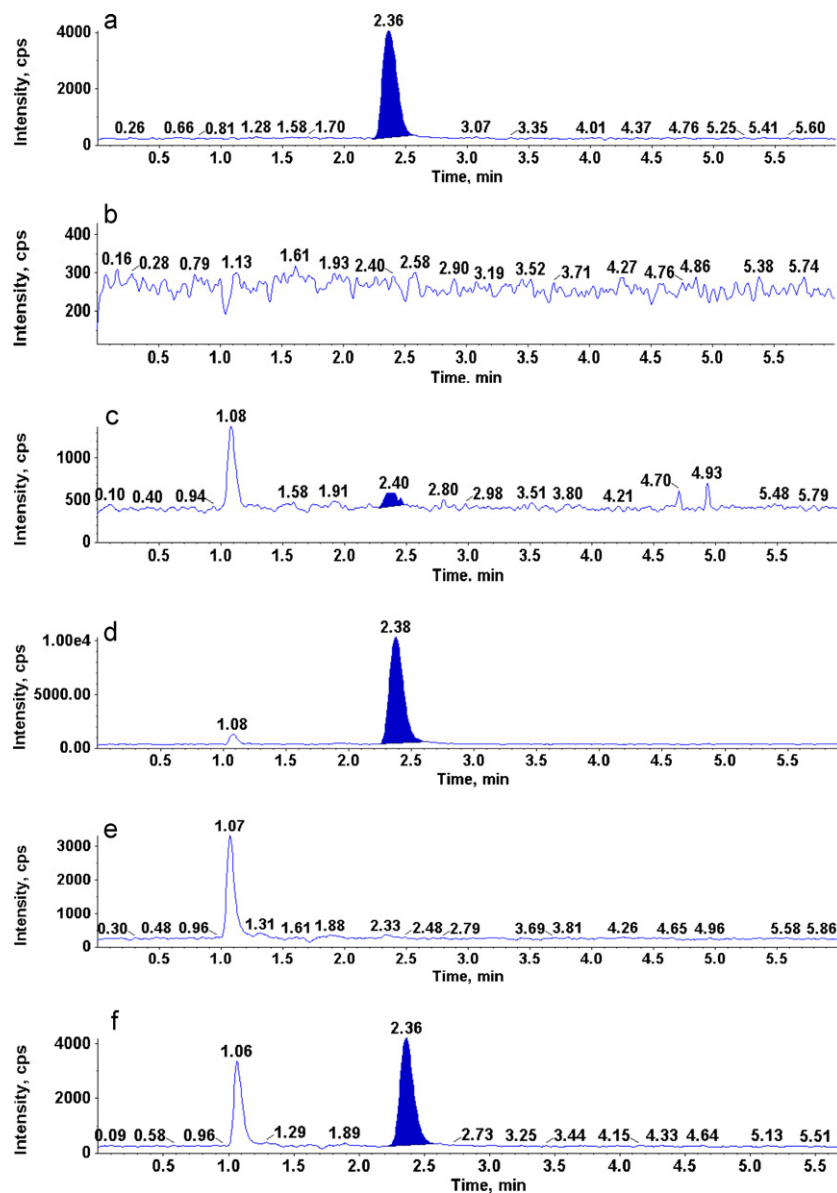 a
2.36
4000
2000
0
0.26 0.66 0.81 1.28 1.58 1.70 3.07 3.35 4.01 4.37 4.76 5.25 5.41 5.60
0.5 1.0 1.5 2.0 2.5 3.0 3.5 4.0 4.5 5.0 5.5
Time, min
Intensity, cps
b
400
300
200
0.16 0.28 0.79 1.13 1.61 1.93 2.40 2.58 2.90 3.19 3.52 3.71 4.27 4.76 4.86 5.38 5.74
0.5 1.0 1.5 2.0 2.5 3.0 3.5 4.0 4.5 5.0 5.5
Time, min
Intensity, cps
c
1.08
1000
500
0
0.10 0.40 0.94 1.58 1.91 2.40 2.80 2.98 3.51 3.80 4.21 4.70 4.93 5.48 5.79
0.5 1.0 1.5 2.0 2.5 3.0 3.5 4.0 4.5 5.0 5.5
Time, min
Intensity, cps
d
2.38
1.00e4
5000.00
0.00
1.08
0.5 1.0 1.5 2.0 2.5 3.0 3.5 4.0 4.5 5.0 5.5
Time, min
Intensity, cps
e
1.07
3000
2000
1000
0
0.30 0.48 0.96 1.31 1.61 1.88 2.33 2.48 2.79 3.69 3.81 4.26 4.65 4.96 5.58 5.86
0.5 1.0 1.5 2.0 2.5 3.0 3.5 4.0 4.5 5.0 5.5
Time, min
Intensity, cps
f
2.36
1.06
4000
2000
0
0.09 0.58 0.96 1.29 1.89 2.73 3.25 3.44 4.15 4.33 4.64 5.13 5.51
0.5 1.0 1.5 2.0 2.5 3.0 3.5 4.0 4.5 5.0 5.5
Time, min
Intensity, cps